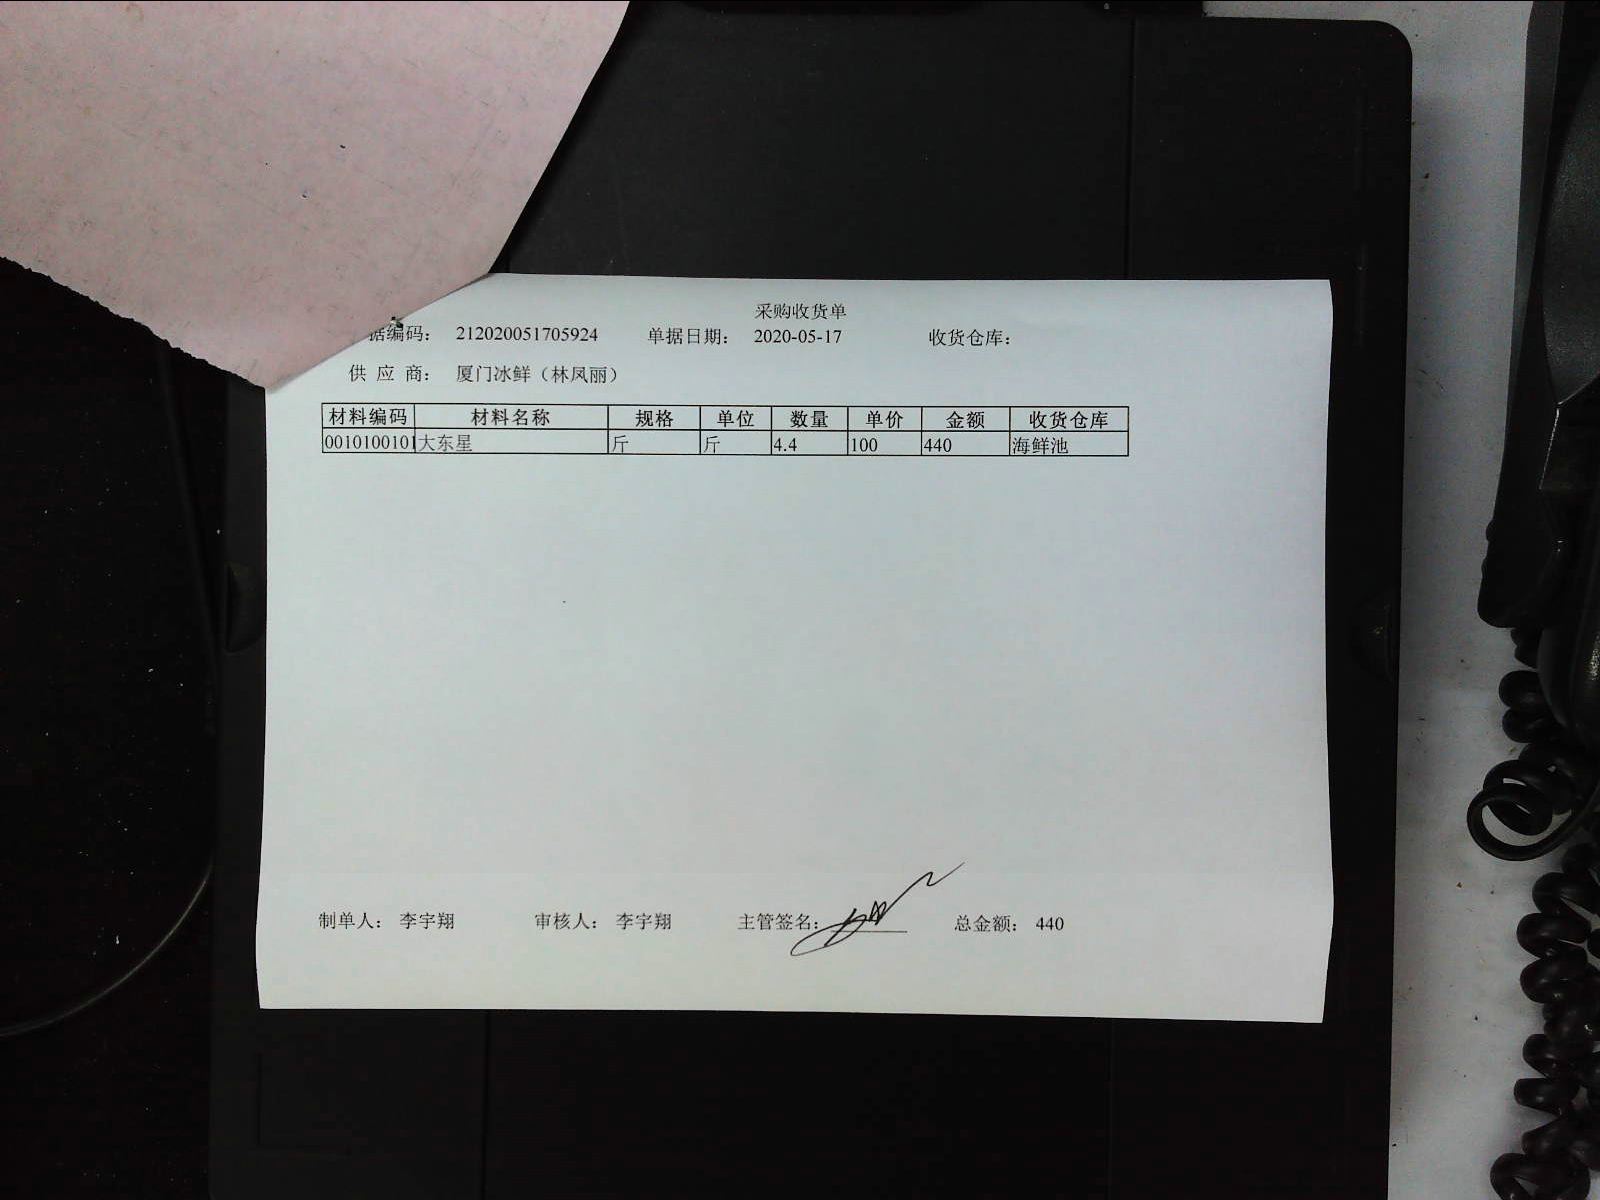 采购收货单
据编码： 212020051705924 单据日期： 2020-05-17 收货仓库：
供 应 商： 厦门冰鲜（林凤丽）
材料编码 材料名称 规格 单位 数量 单价 金额 收货仓库
0010100101 大东星 斤 斤 4.4 100 440 海鲜池
制单人： 李宇翔 审核人： 李宇翔 主管签名： 总金额： 440